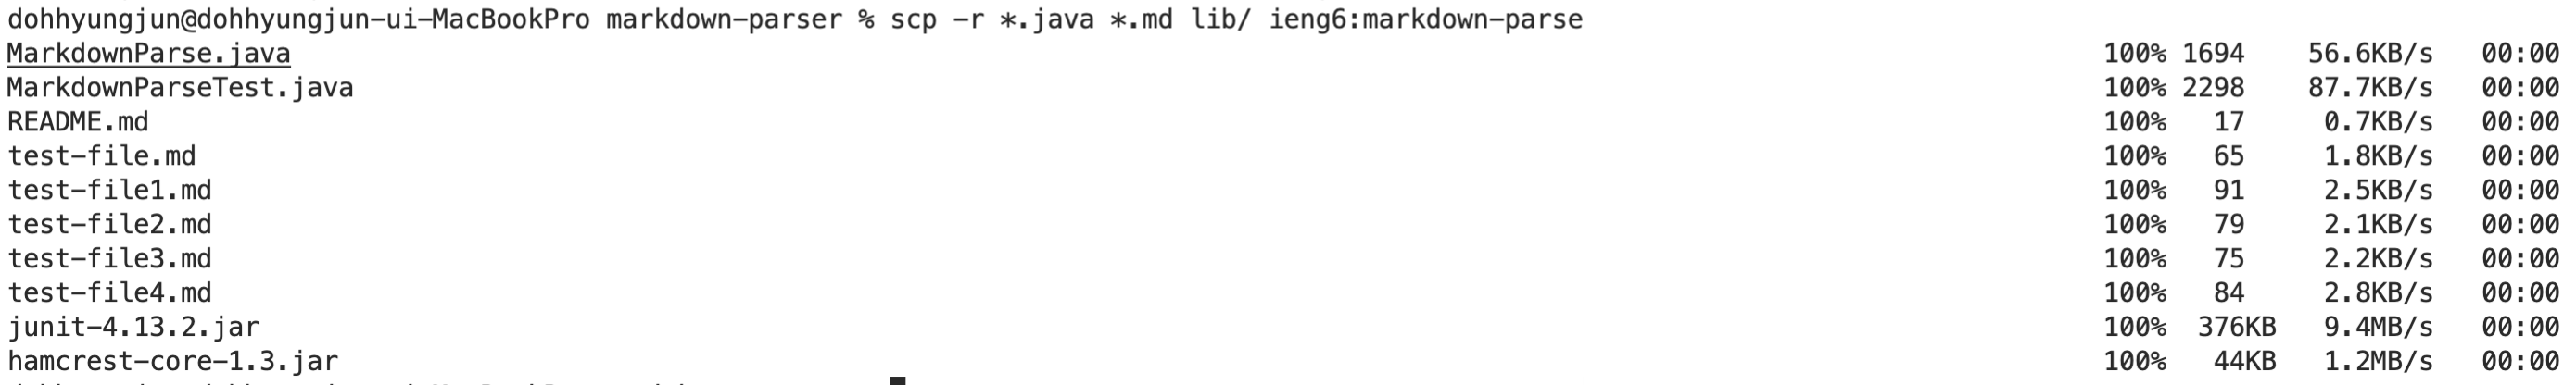 dohhyungjun@dohhyungjun-ui-MacBookPro markdown-parser % scp -r *.java *.md lib/ ieng6:markdown-parse
MarkdownParse.java 100% 1694 56.6KB/s 00:00
MarkdownParseTest.java 100% 2298 87.7KB/s 00:00
README.md 100% 17 0.7KB/s 00:00
test-file.md 100% 65 1.8KB/s 00:00
test-file1.md 100% 91 2.5KB/s 00:00
test-file2.md 100% 79 2.1KB/s 00:00
test-file3.md 100% 75 2.2KB/s 00:00
test-file4.md 100% 84 2.8KB/s 00:00
junit-4.13.2.jar 100% 376KB 9.4MB/s 00:00
hamcrest-core-1.3.jar 100% 44KB 1.2MB/s 00:00